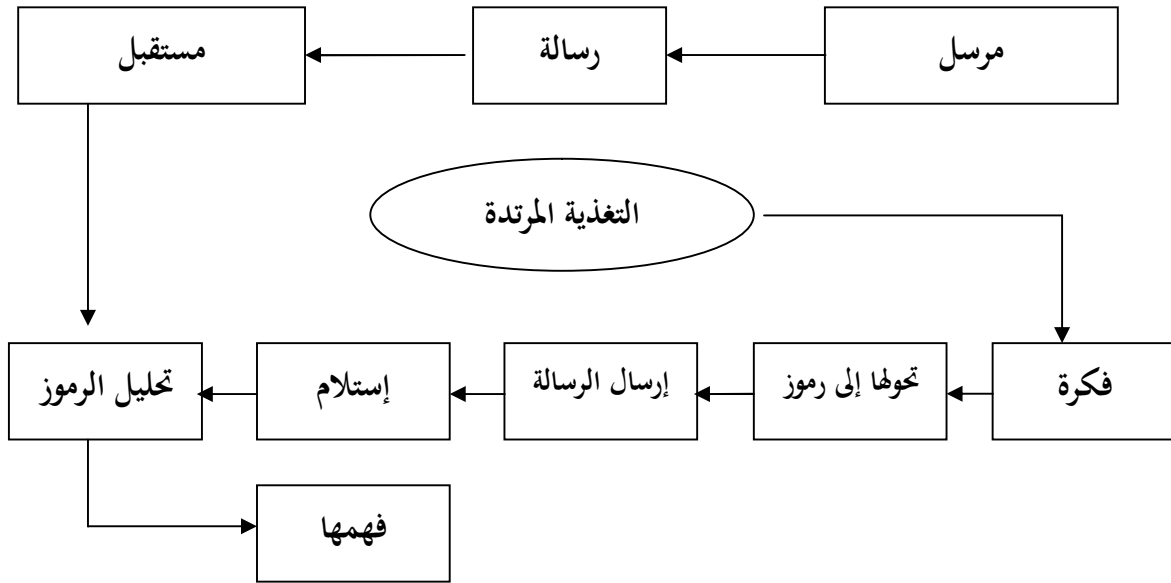 مرسل
رسالة
مستقبل
التغذية المرتدة
فكرة
تحولها إلى رموز
إرسال الرسالة
إستلام
تحليل الرموز
فهمها